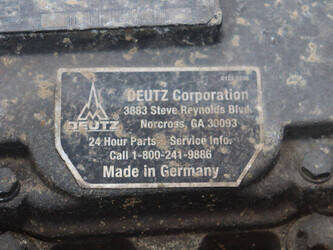 DEUTZ Corporation
3883 Steve Reynolds Blvd.
Norcross, GA 30093
DEUTZ
24 Hour Parts & Service Info.
Call 1-800-241-9886
Made in Germany